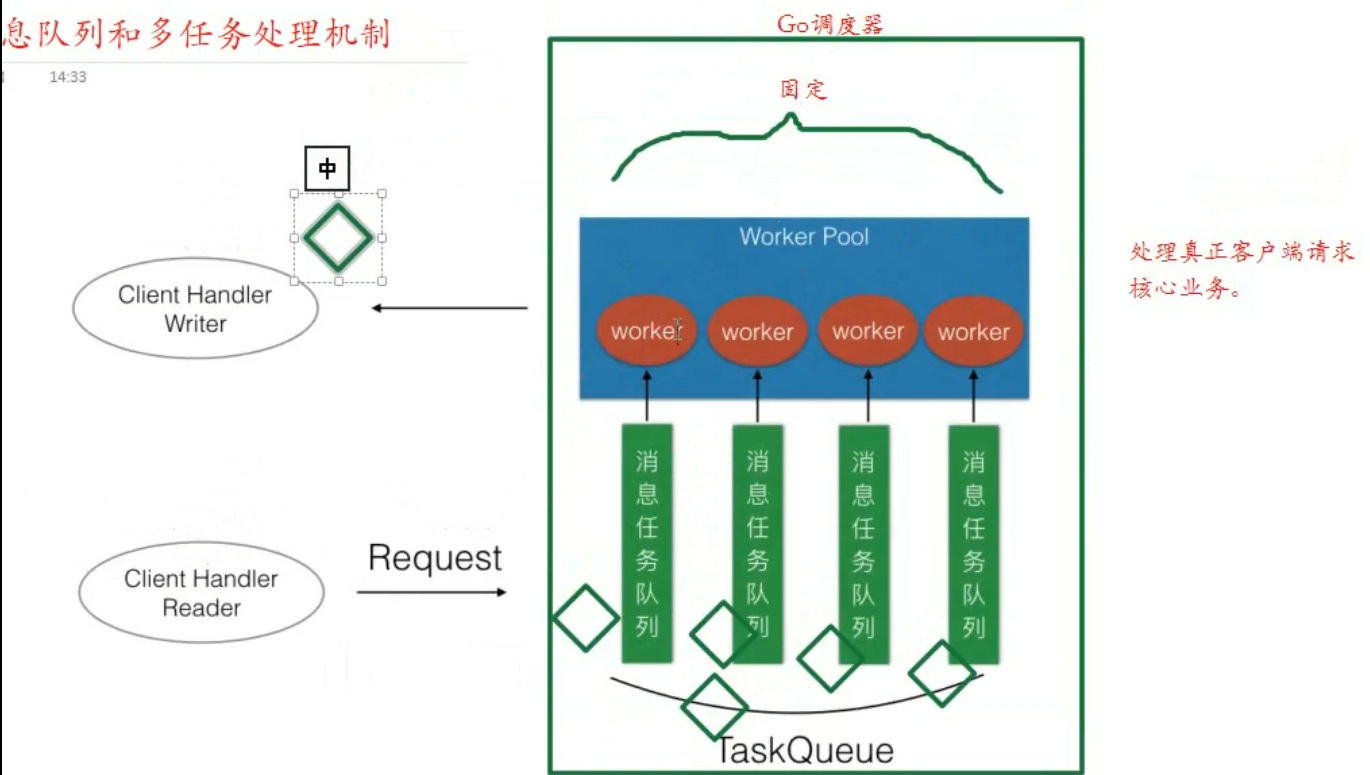 息队列和多任务处理机制
14:33
Go调度器
固定
中
Worker Pool
处理真正客户端请求
核心业务。
Client Handler
Writer
worker
worker
worker
worker
消息任务队列
消息任务队列
消息任务队列
消息任务队列
Request
Client Handler
Reader
TaskQueue